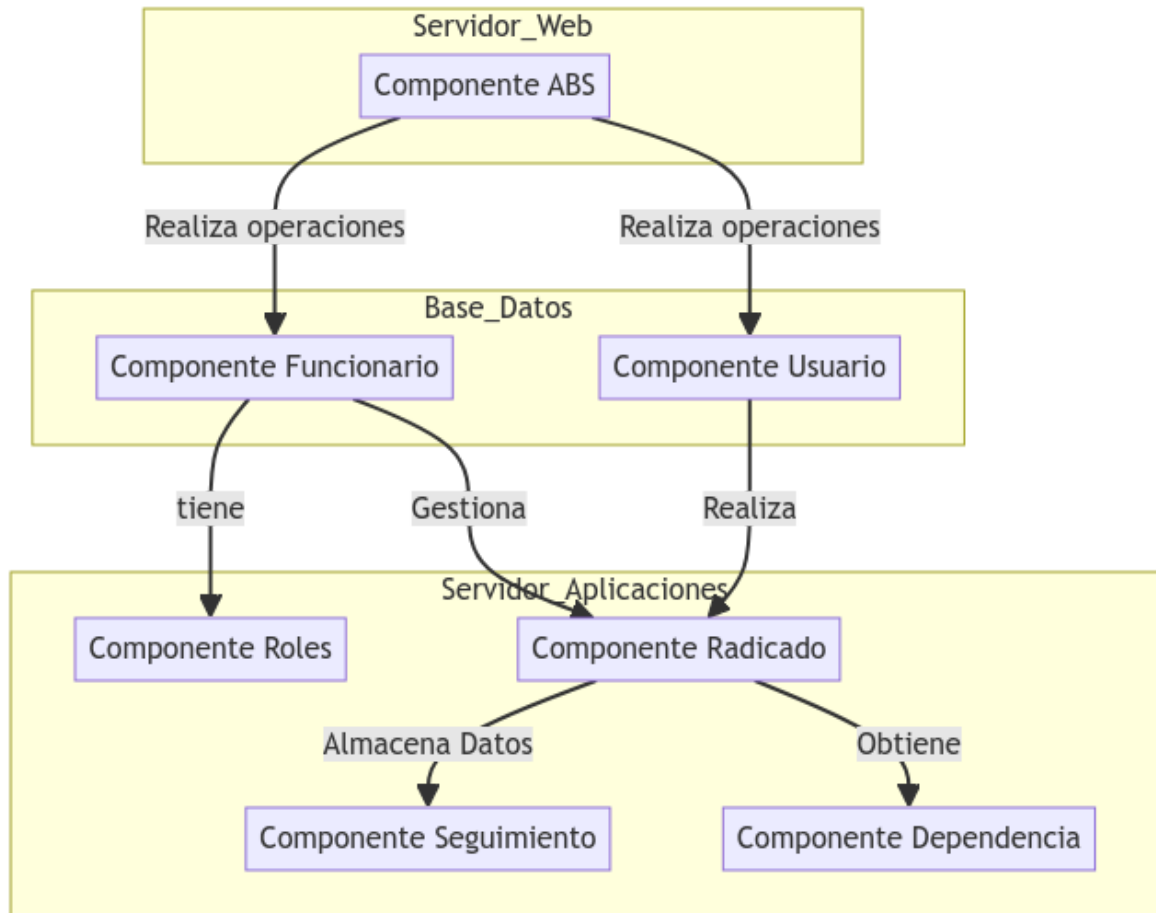 Servidor_Web
Componente ABS
Realiza operaciones
Realiza operaciones
Base_Datos
Componente Funcionario
Componente Usuario
tiene
Gestiona
Realiza
Servidor_Aplicaciones
Componente Roles
Componente Radicado
Almacena Datos
Obtiene
Componente Seguimiento
Componente Dependencia